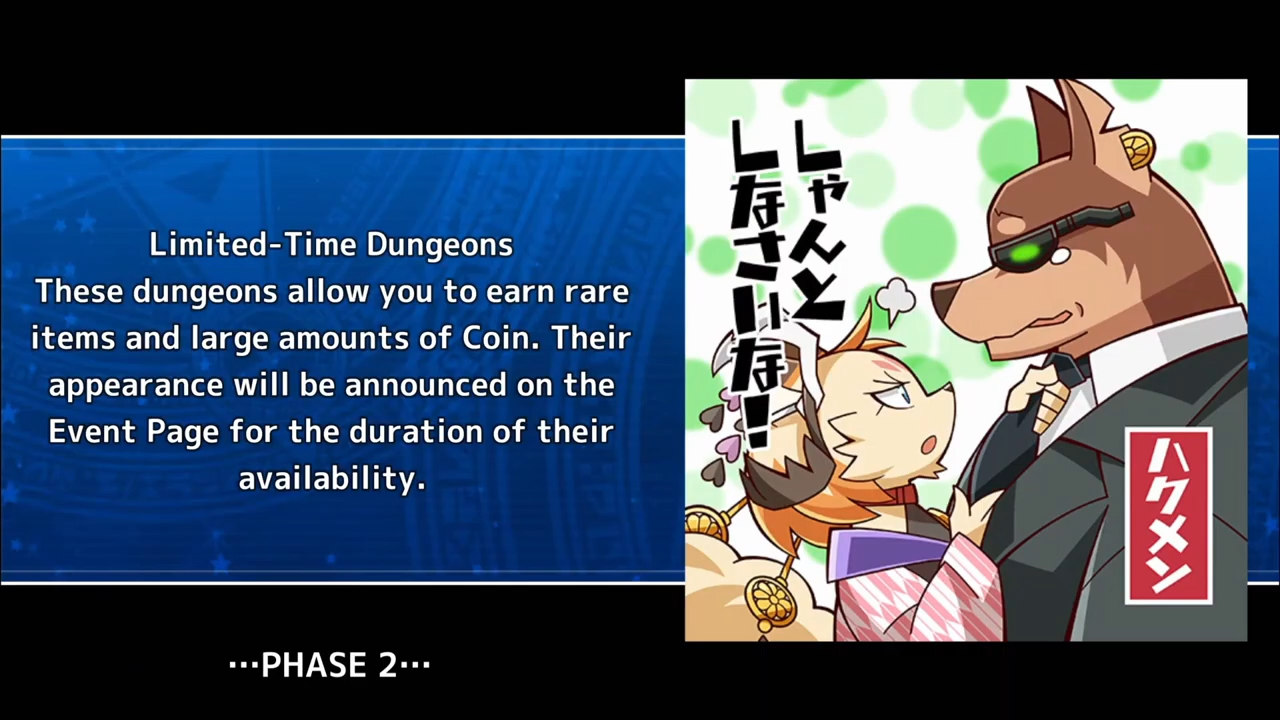 Limited-Time Dungeons
These dungeons allow you to earn rare
items and large amounts of Coin. Their
appearance will be announced on the
Event Page for the duration of their
availability.
しゃんと
しなさいな!
ハクメン
…PHASE 2…